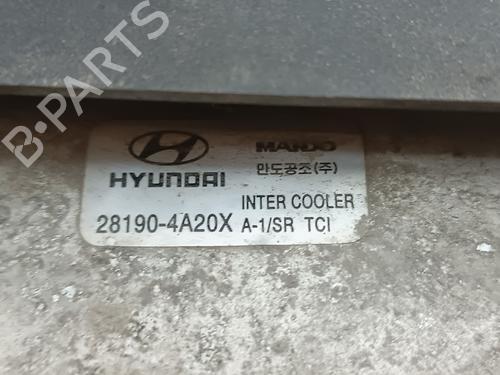 B-PARTS
HYUNDAI
MANDO
만도공조(주)
INTER COOLER
28190-4A20X A-1/SR TCI